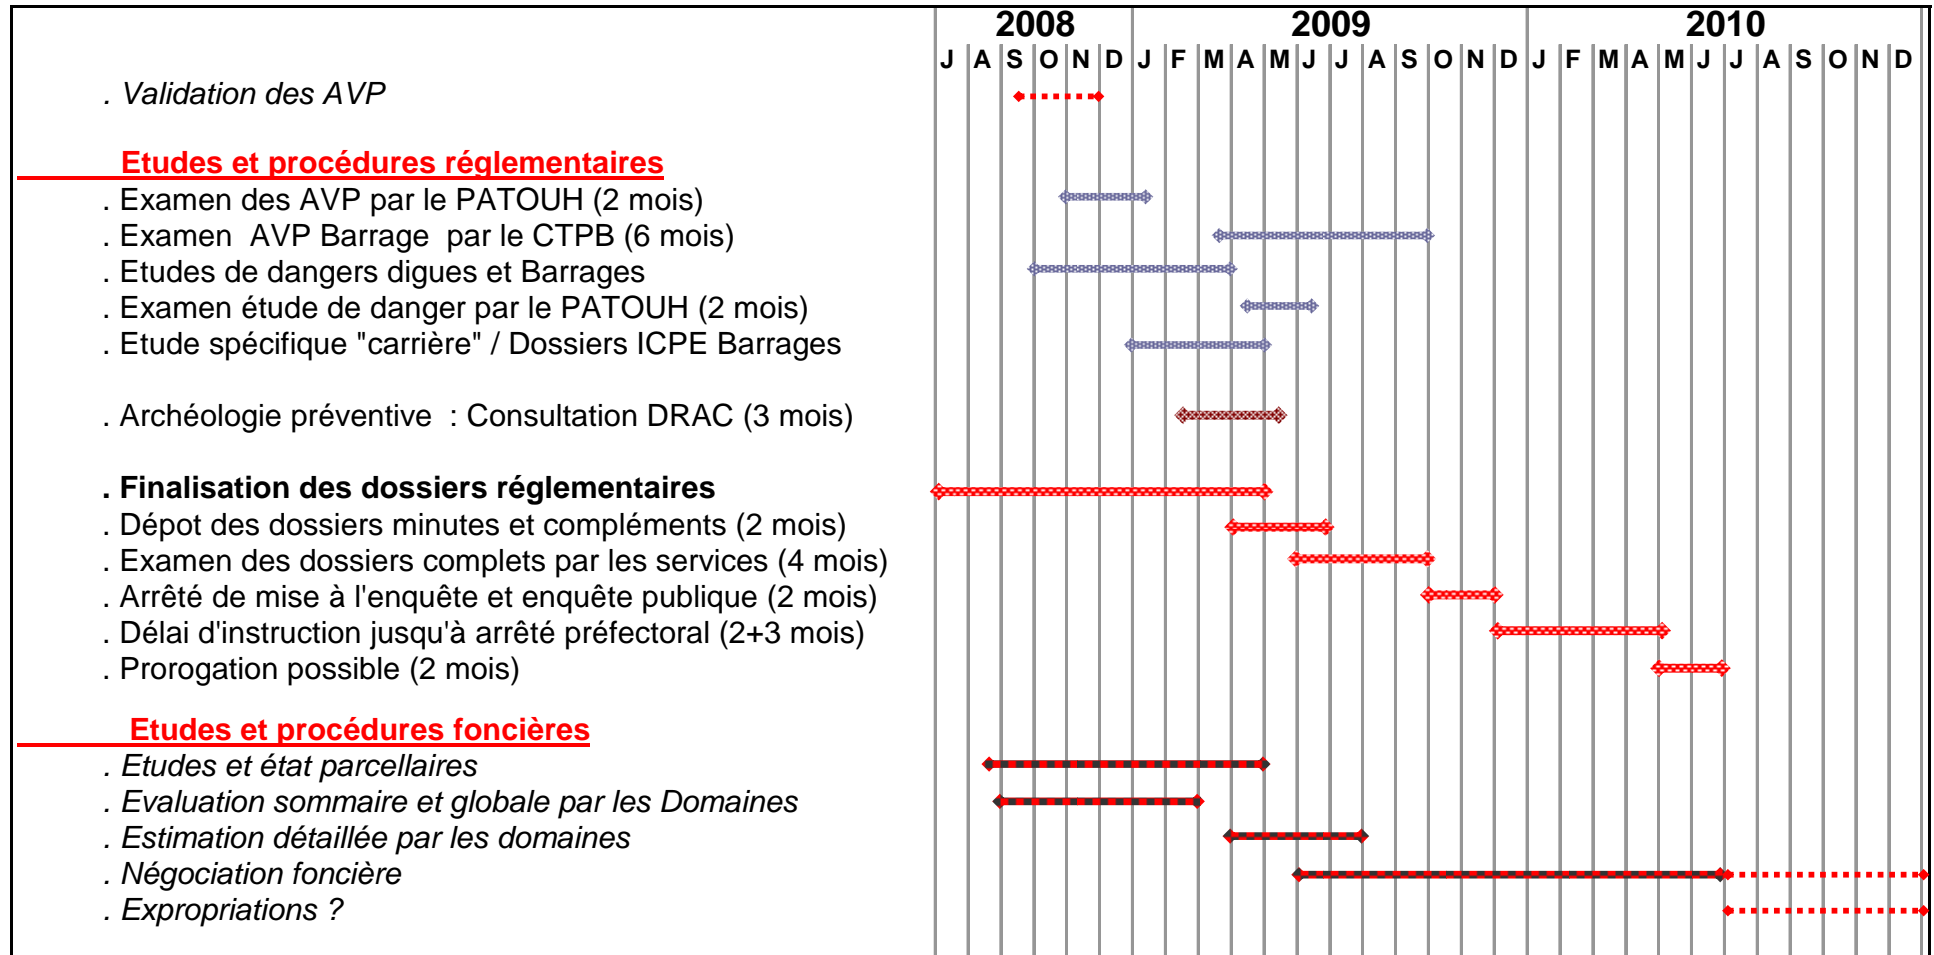 2008 2009 2010
J A S O N D J F M A M J J A S O N D J F M A M J J A S O N D
. Validation des AVP
Etudes et procédures réglementaires
. Examen des AVP par le PATOUH (2 mois)
. Examen  AVP Barrage  par le CTPB (6 mois)
. Etudes de dangers digues et Barrages
. Examen étude de danger par le PATOUH (2 mois)
. Etude spécifique "carrière" / Dossiers ICPE Barrages
. Archéologie préventive  : Consultation DRAC (3 mois)
. Finalisation des dossiers réglementaires
. Dépot des dossiers minutes et compléments (2 mois)
. Examen des dossiers complets par les services (4 mois)
. Arrêté de mise à l'enquête et enquête publique (2 mois)
. Délai d'instruction jusqu'à arrêté préfectoral (2+3 mois)
. Prorogation possible (2 mois)
Etudes et procédures foncières
. Etudes et état parcellaires
. Evaluation sommaire et globale par les Domaines
. Estimation détaillée par les domaines
. Négociation foncière
. Expropriations ?